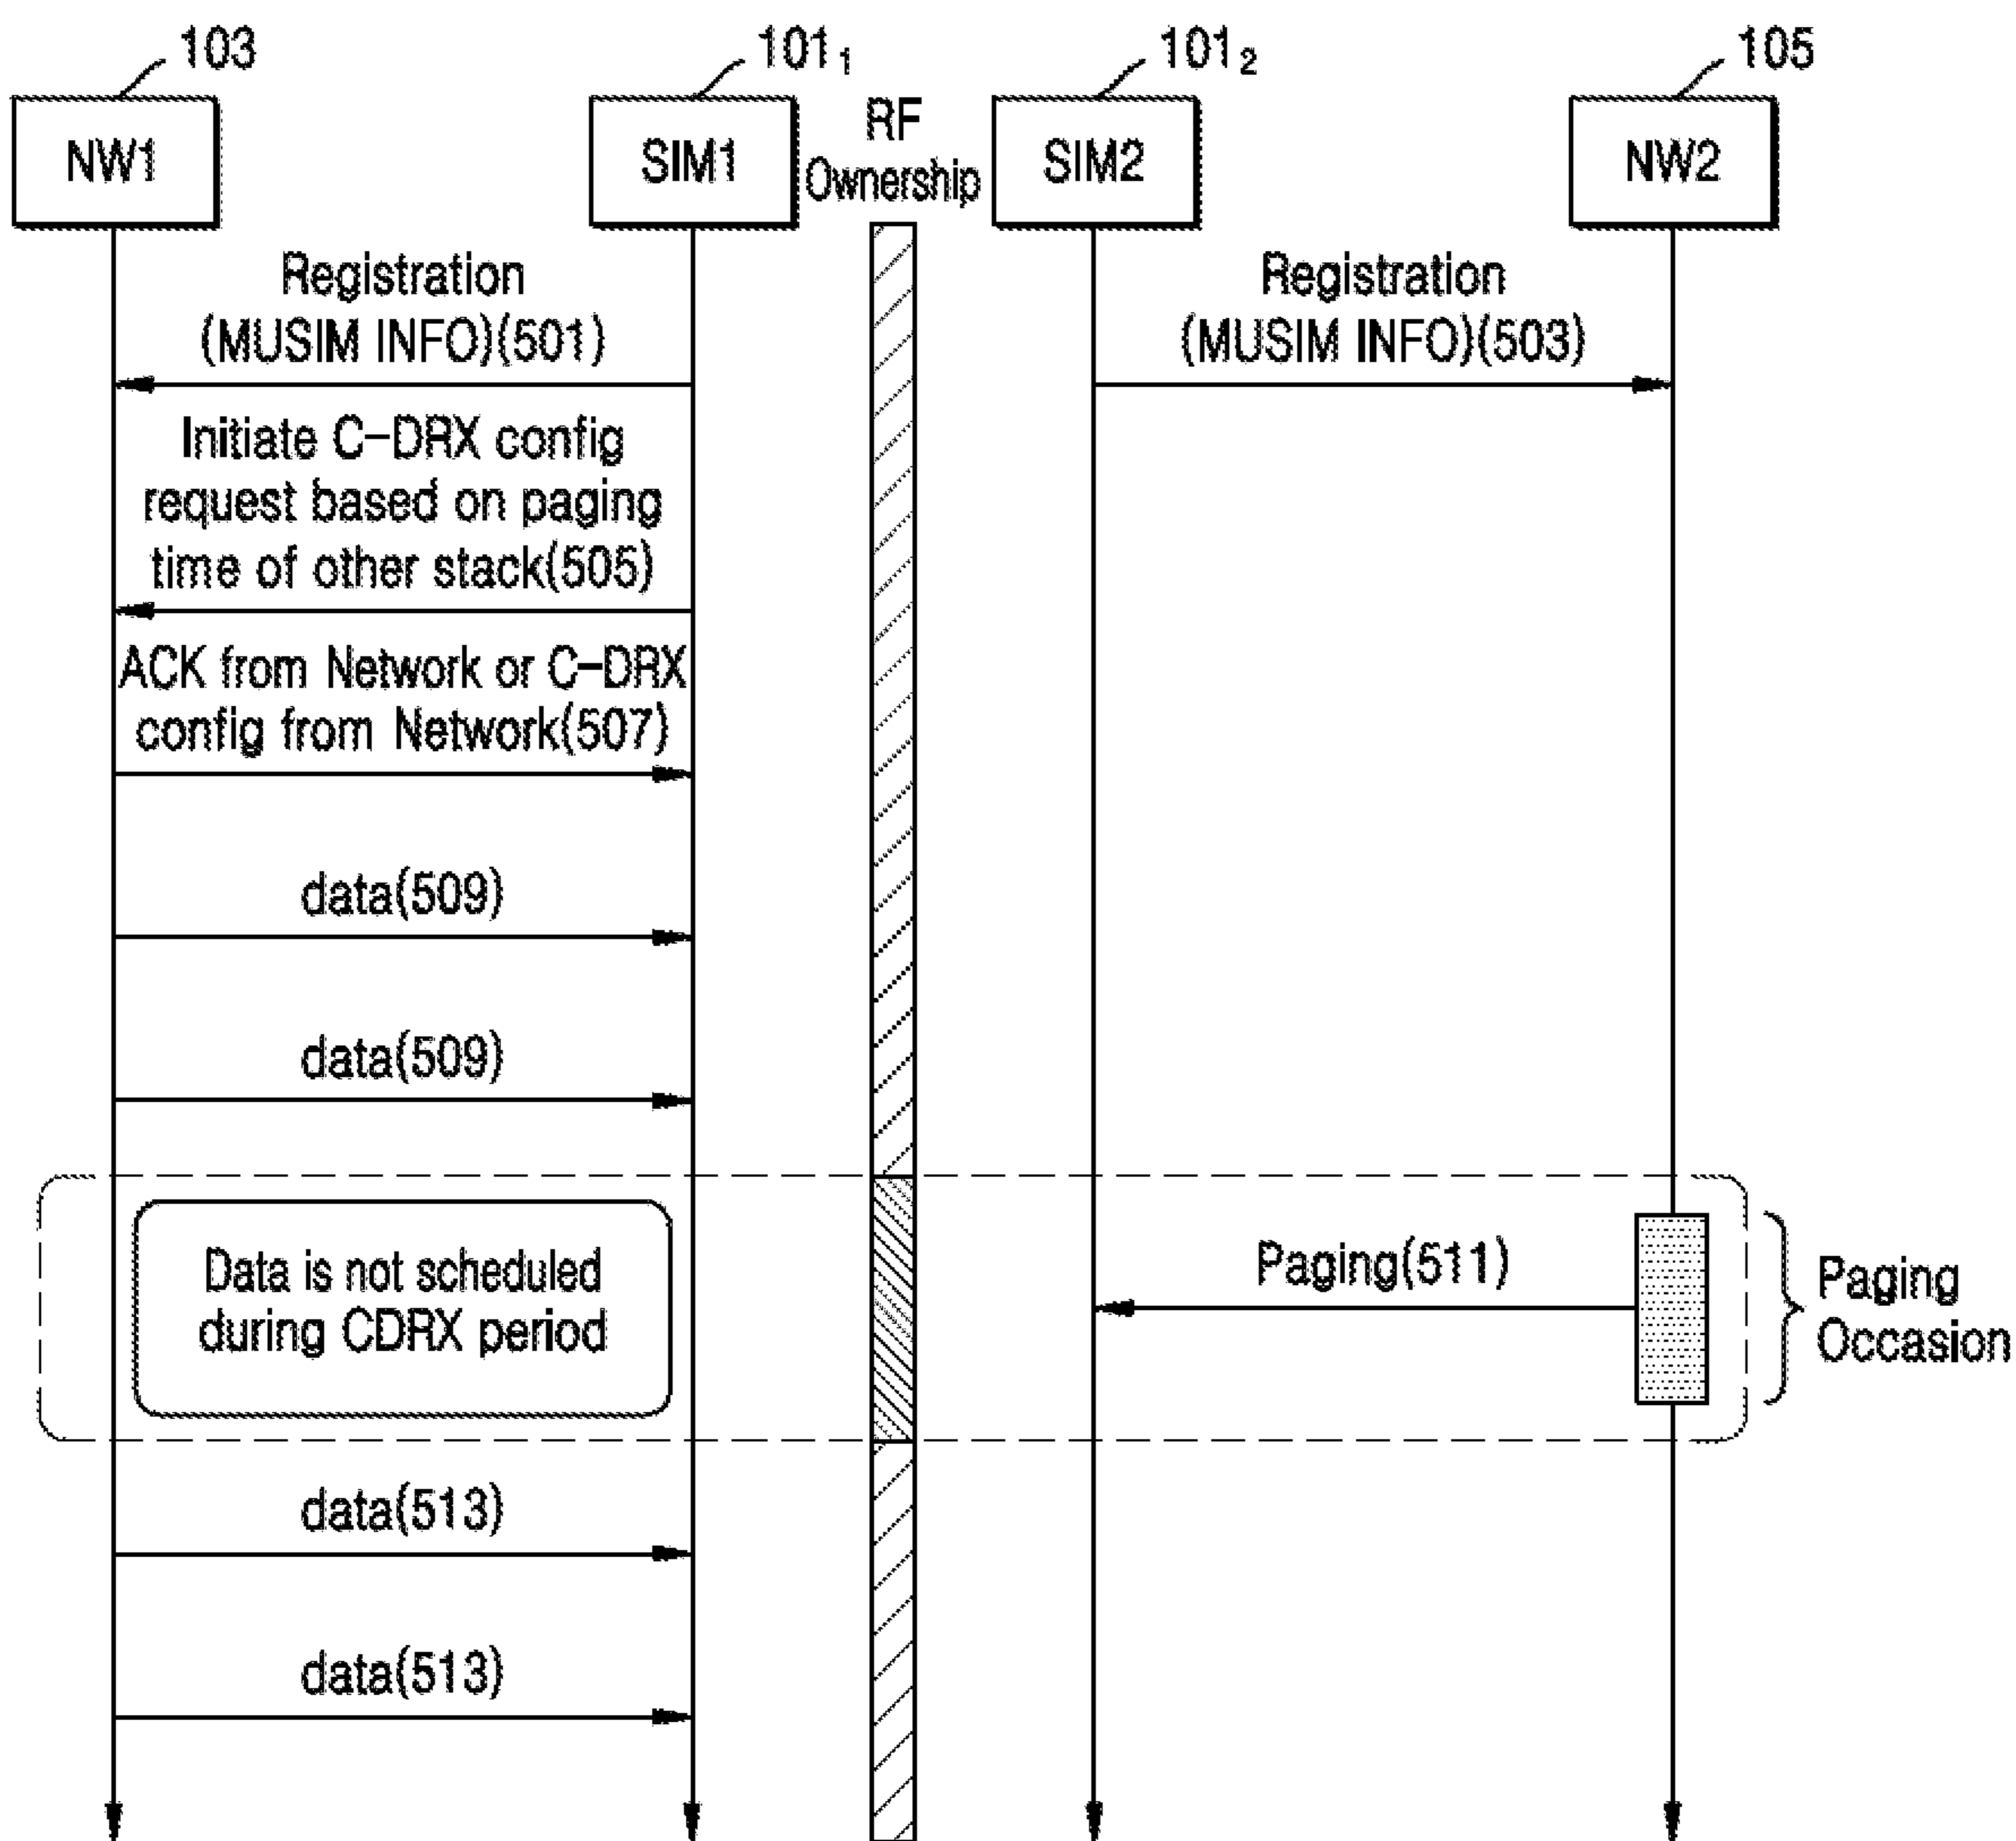 103
101₁
101₂
105
NW1
SIM1
RF
Ownership
SIM2
NW2
Registration
(MUSIM INFO)(501)
Registration
(MUSIM INFO)(503)
Initiate C-DRX config
request based on paging
time of other stack(505)
ACK from Network or C-DRX
config from Network(507)
data(509)
data(509)
Data is not scheduled
during CDRX period
Paging(511)
Paging
Occasion
data(513)
data(513)